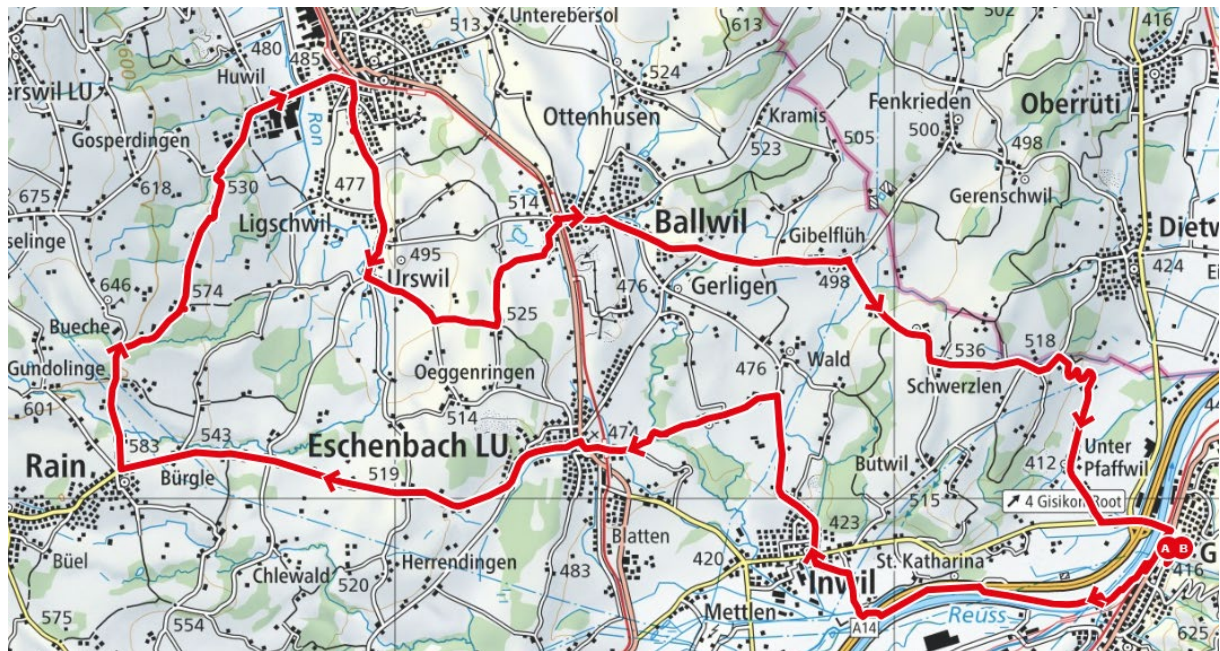 480
485
513
Unterebersol
613
502
416
600
Huwil
erswil LU
524
Gosperdingen
Ron
Ottenhusen
Kramis
Fenkrieden
500
Oberrüti
523
505
498
675
618
530
477
Gerenschwil
selinge
Ligschwil
514
Ballwil
Gibelflüh
Dietw
495
498
424
Ei
646
574
Urswil
476
Gerligen
Bueche
525
Gundolinge
Oeggenringen
476
Wald
536
518
Schwerzlen
601
514
543
Eschenbach LU
474
Unter
Pfaffwil
583
Rain
Bürgle
519
Butwil
412
515
4 Gisikon Root
423
Büel
Blatten
420
St. Katharina
A B
G
Chlewald
520
Herrendingen
483
Inwil
416
Mettlen
Reuss
575
554
A14
625